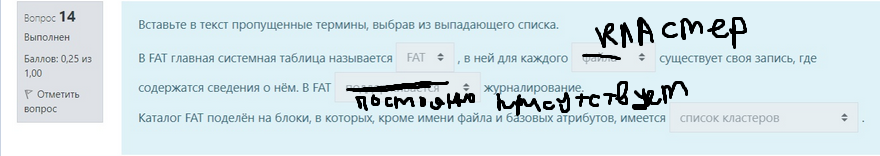 Вопрос 14
Выполнен
Баллов: 0,25 из
1,00
Отметить
вопрос
Вставьте в текст пропущенные термины, выбрав из выпадающего списка.
кластер
В FAT главная системная таблица называется FAT , в ней для каждого файла существует своя запись, где
содержатся сведения о нём. В FAT журналирование.
присутствует
Каталог FAT поделён на блоки, в которых, кроме имени файла и базовых атрибутов, имеется список кластеров .